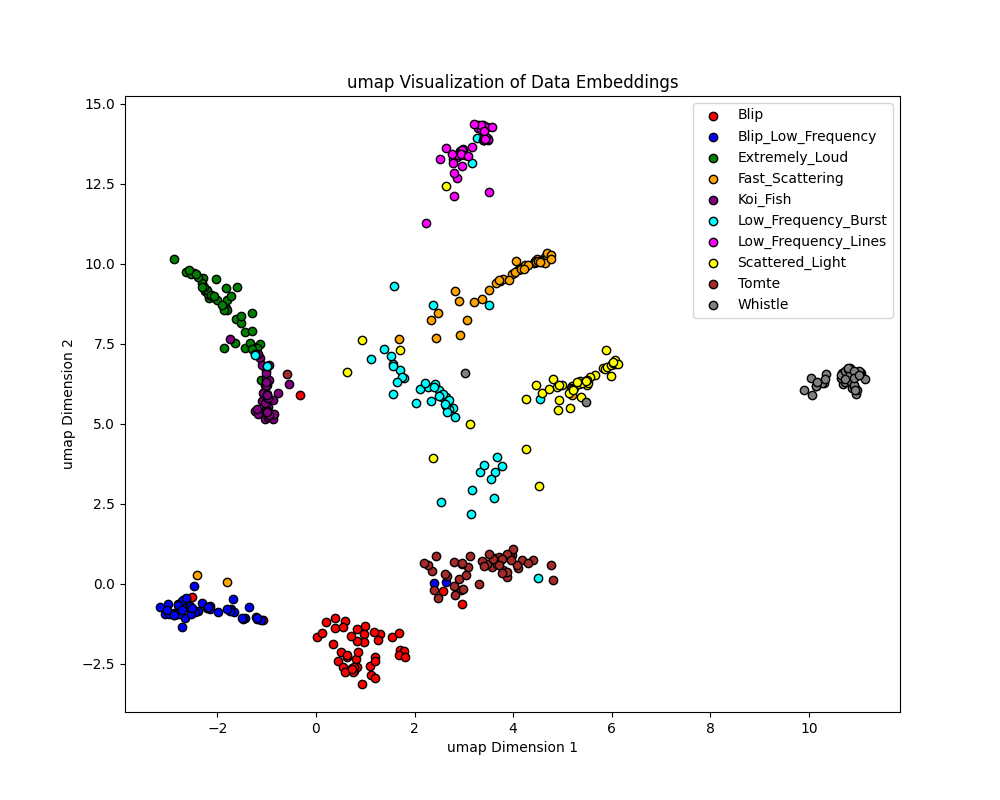 umap Visualization of Data Embeddings
15.0
12.5
10.0
7.5
5.0
2.5
0.0
−2.5
umap Dimension 2
Blip
Blip_Low_Frequency
Extremely_Loud
Fast_Scattering
Koi_Fish
Low_Frequency_Burst
Low_Frequency_Lines
Scattered_Light
Tomte
Whistle
−2 0 2 4 6 8 10
umap Dimension 1